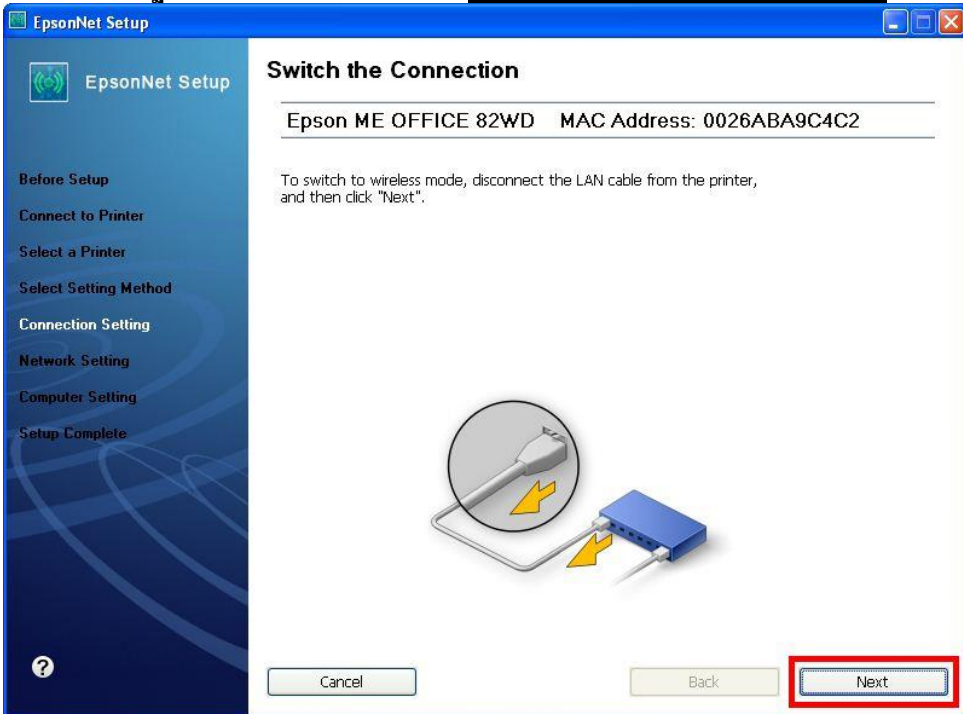 EpsonNet Setup
EpsonNet Setup
Switch the Connection
Epson ME OFFICE 82WD MAC Address: 0026ABA9C4C2
Before Setup
Connect to Printer
Select a Printer
Select Setting Method
Connection Setting
Network Setting
Computer Setting
Setup Complete
To switch to wireless mode, disconnect the LAN cable from the printer,
and then click "Next".
?
Cancel
Back
Next